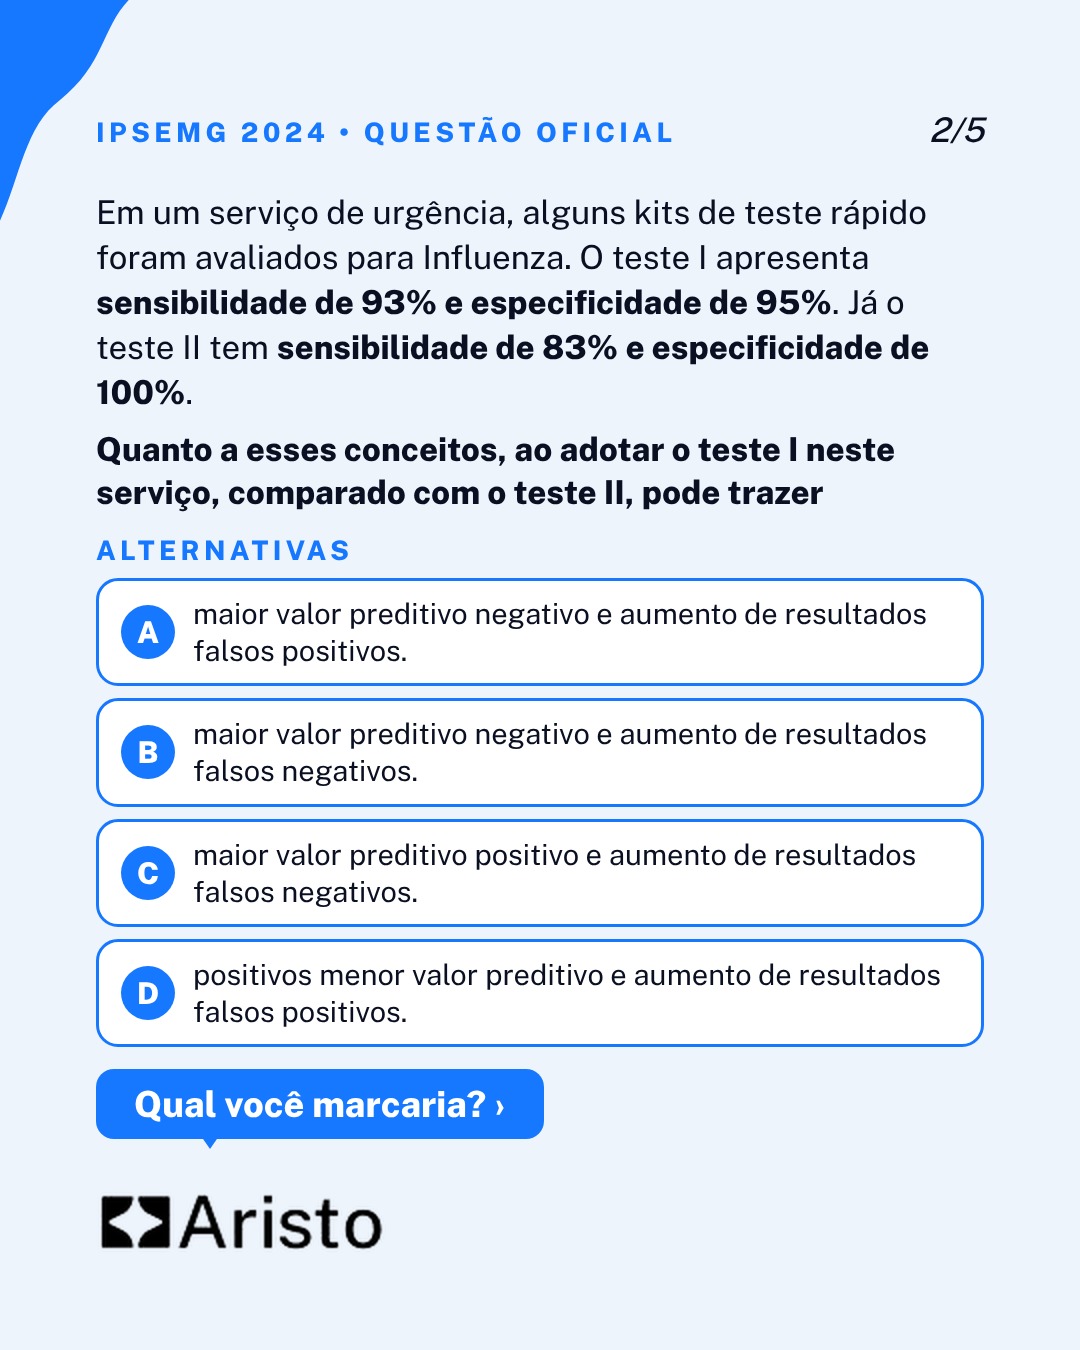 IPSEMG 2024 • QUESTÃO OFICIAL
2/5
Em um serviço de urgência, alguns kits de teste rápido
foram avaliados para Influenza. O teste I apresenta
sensibilidade de 93% e especificidade de 95%. Já o
teste II tem sensibilidade de 83% e especificidade de
100%.
Quanto a esses conceitos, ao adotar o teste I neste
serviço, comparado com o teste II, pode trazer
ALTERNATIVAS
A
maior valor preditivo negativo e aumento de resultados
falsos positivos.
B
maior valor preditivo negativo e aumento de resultados
falsos negativos.
C
maior valor preditivo positivo e aumento de resultados
falsos negativos.
D
positivos menor valor preditivo e aumento de resultados
falsos positivos.
Qual você marcaria? ›
Aristo